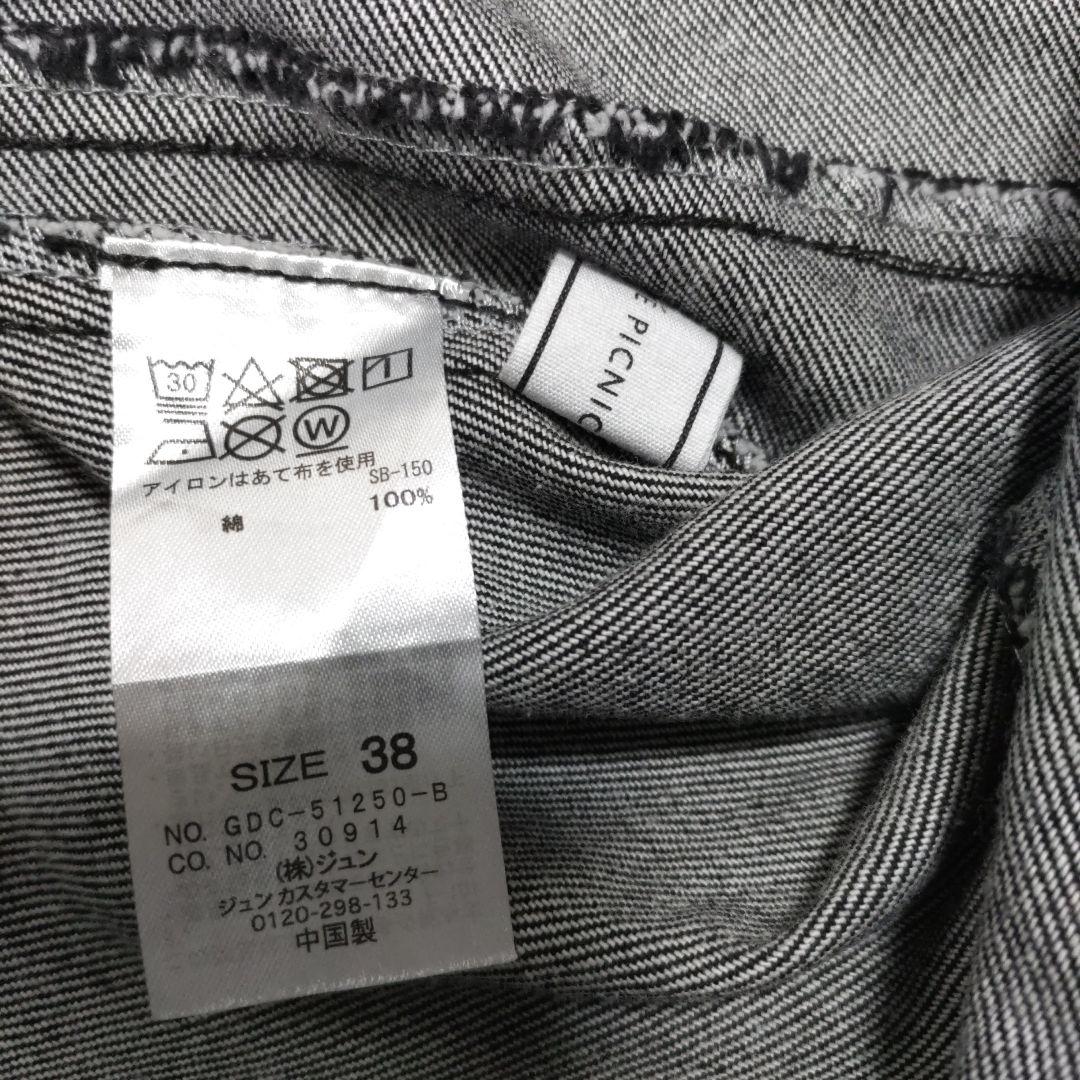 30
W
アイロンはあて布を使用
SB-150
綿 100%
SIZE 38
NO. GDC-51250-B
CO. NO. 30914
(株)ジュン
ジュンカスタマーセンター
0120-298-133
中国製
E PICNIC